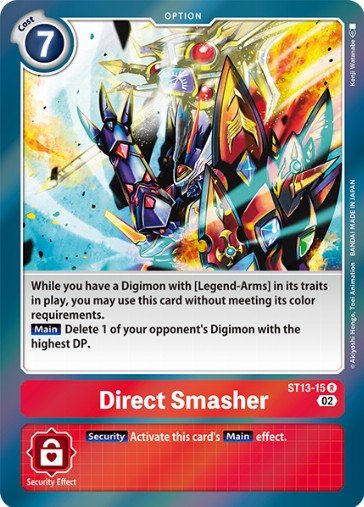 OPTION
Cost
7
Kenji Watanabe
While you have a Digimon with [Legend-Arms] in its traits
in play, you may use this card without meeting its color
requirements.
Main Delete 1 of your opponent's Digimon with the
highest DP.
©Akiyoshi Hongo, Toei Animation BANDAI MADE IN JAPAN
ST13-15 R
Direct Smasher
02
Security Activate this card's Main effect.
Security Effect